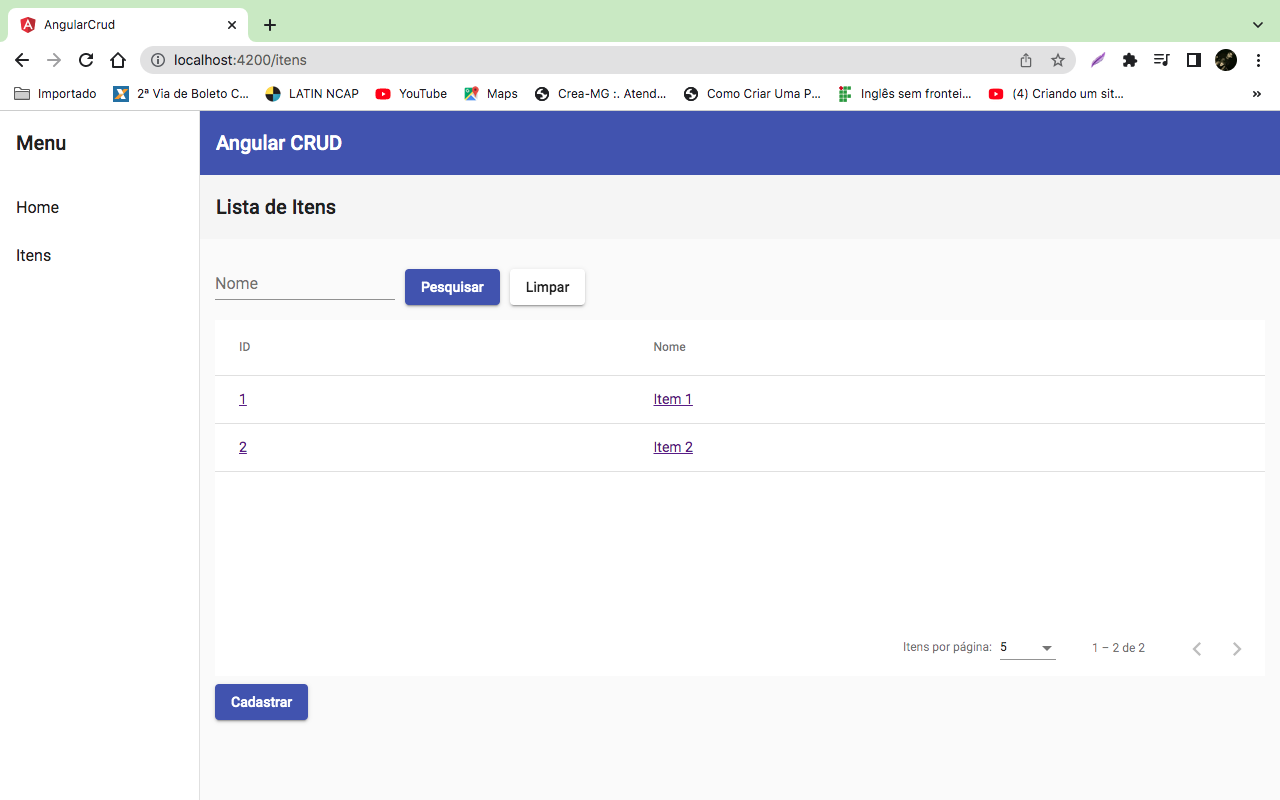 AngularCrud
localhost:4200/itens
Importado 2ª Via de Boleto C... LATIN NCAP YouTube Maps Crea-MG :. Atend... Como Criar Uma P... Inglês sem frontei... (4) Criando um sit... »
Menu
Angular CRUD
Home
Lista de Itens
Itens
Nome Pesquisar Limpar
ID Nome
1 Item 1
2 Item 2
Itens por página: 5 1 – 2 de 2
Cadastrar